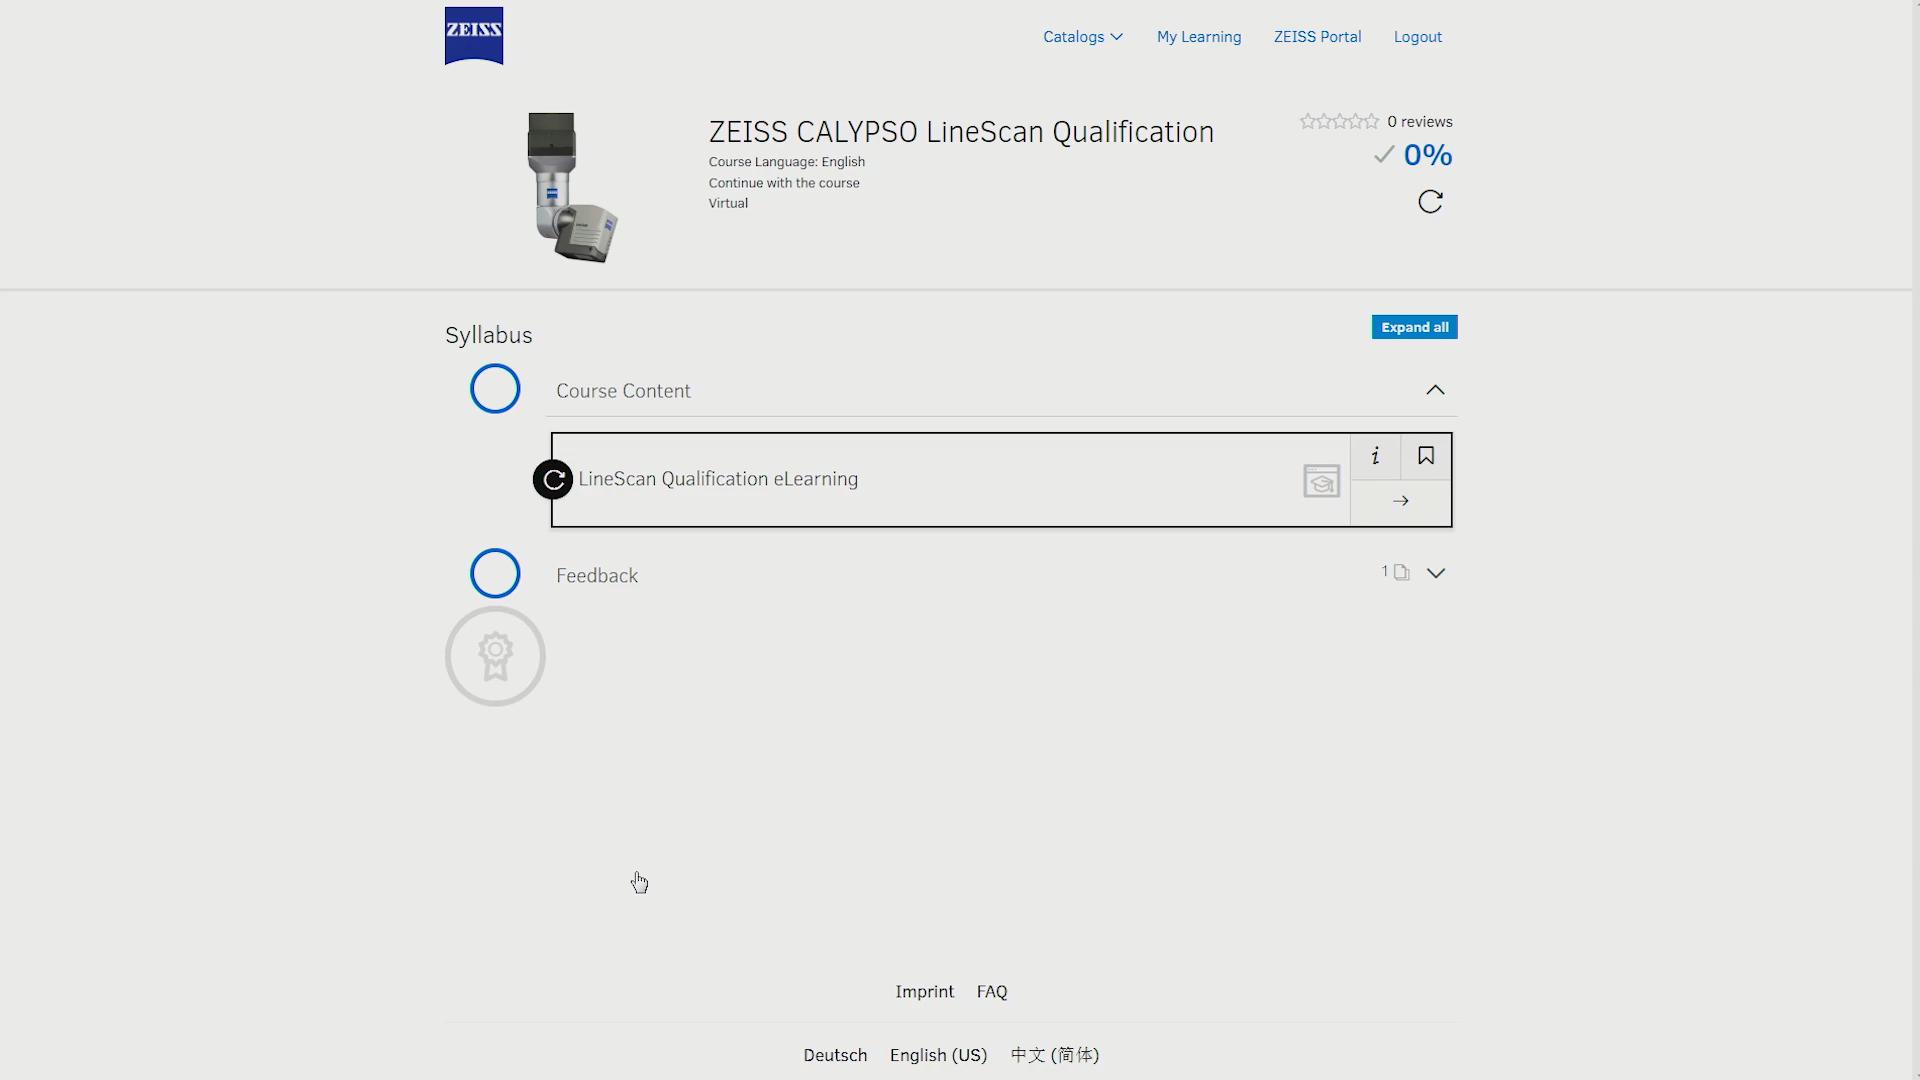 ZEISS
Catalogs
My Learning
ZEISS Portal
Logout
ZEISS CALYPSO LineScan Qualification
Course Language: English
Continue with the course
Virtual
0 reviews
0%
Syllabus
Expand all
Course Content
LineScan Qualification eLearning
i
Feedback
1
Imprint
FAQ
Deutsch
English (US)
中文 (简体)